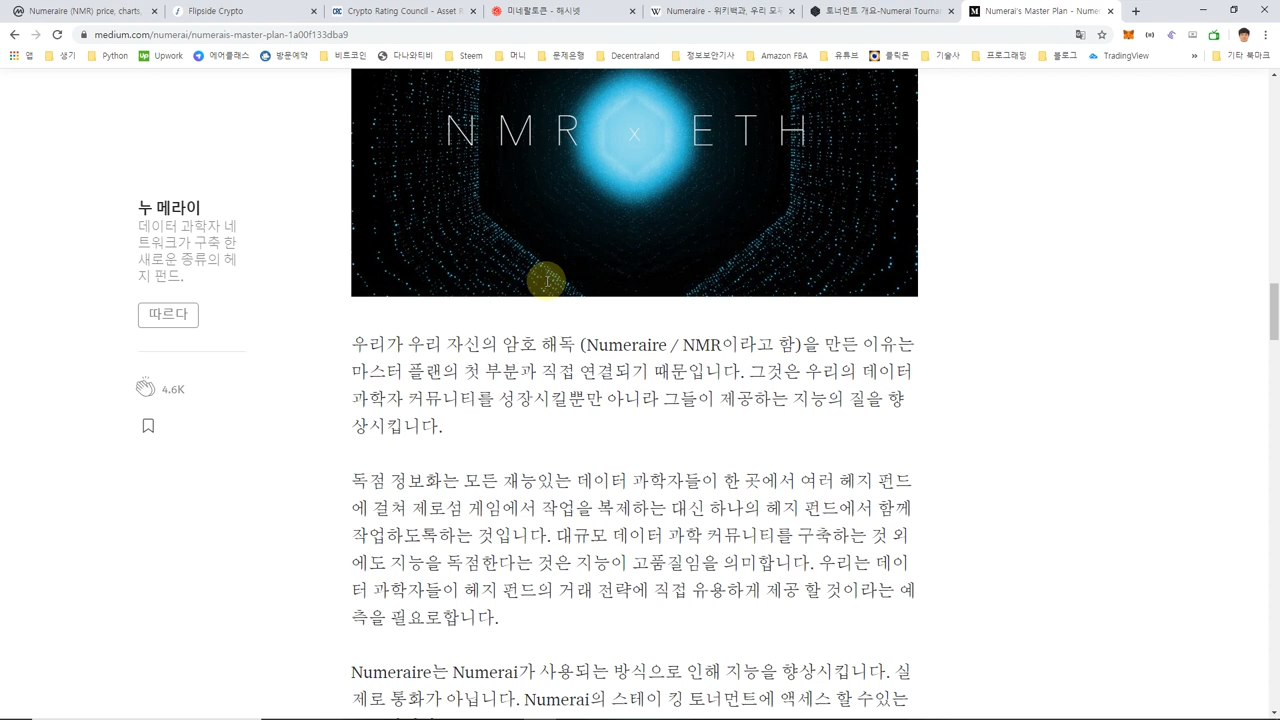 Numeraire (NMR) price, charts,
Flipside Crypto
Crypto Rating Council - Asset R
미네랄토큰 - 해시넷
Numeraire - 위키백과, 우리 모두
토너먼트 개요-Numerai Tournam
Numerai's Master Plan - Nume
medium.com/numerai/numerais-master-plan-1a00f133dba9
앱
생기
Python
Upwork
에어클래스
방문예약
비트코인
다나와티비
Steem
머니
문제은행
Decentraland
정보보안기사
Amazon FBA
유튜브
클릭몬
기술사
프로그래밍
블로그
TradingView
»
기타 북마크
NMR x ETH
누 메라이
데이터 과학자 네
트워크가 구축 한
새로운 종류의 헤
지 펀드.
따르다
4.6K
우리가 우리 자신의 암호 해독 (Numeraire / NMR이라고 함)을 만든 이유는
마스터 플랜의 첫 부분과 직접 연결되기 때문입니다. 그것은 우리의 데이터
과학자 커뮤니티를 성장시킬뿐만 아니라 그들이 제공하는 지능의 질을 향
상시킵니다.
독점 정보화는 모든 재능있는 데이터 과학자들이 한 곳에서 여러 헤지 펀드
에 걸쳐 제로섬 게임에서 작업을 복제하는 대신 하나의 헤지 펀드에서 함께
작업하도록하는 것입니다. 대규모 데이터 과학 커뮤니티를 구축하는 것 외
에도 지능을 독점한다는 것은 지능이 고품질임을 의미합니다. 우리는 데이
터 과학자들이 헤지 펀드의 거래 전략에 직접 유용하게 제공 할 것이라는 예
측을 필요로합니다.
Numeraire는 Numerai가 사용되는 방식으로 인해 지능을 향상시킵니다. 실
제로 통화가 아닙니다. Numerai의 스테이 킹 토너먼트에 액세스 할 수있는